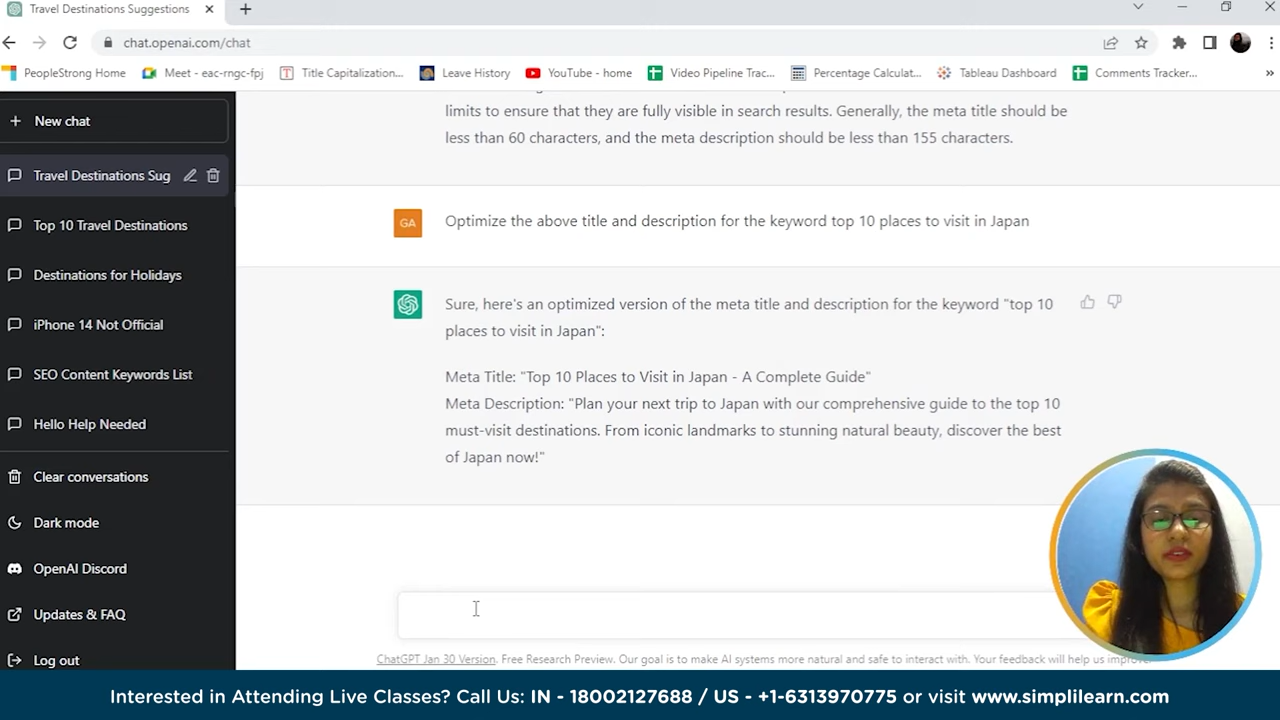 Travel Destinations Suggestions
chat.openai.com/chat
PeopleStrong Home
Meet - eac-rngc-fpj
Title Capitalization...
Leave History
YouTube - home
Video Pipeline Trac...
Percentage Calculat...
Tableau Dashboard
Comments Tracker...
»
+ New chat
Travel Destinations Sug
Top 10 Travel Destinations
Destinations for Holidays
iPhone 14 Not Official
SEO Content Keywords List
Hello Help Needed
Clear conversations
Dark mode
OpenAI Discord
Updates & FAQ
Log out
limits to ensure that they are fully visible in search results. Generally, the meta title should be
less than 60 characters, and the meta description should be less than 155 characters.
GA
Optimize the above title and description for the keyword top 10 places to visit in Japan
Sure, here's an optimized version of the meta title and description for the keyword "top 10
places to visit in Japan":
Meta Title: "Top 10 Places to Visit in Japan - A Complete Guide"
Meta Description: "Plan your next trip to Japan with our comprehensive guide to the top 10
must-visit destinations. From iconic landmarks to stunning natural beauty, discover the best
of Japan now!"
ChatGPT Jan 30 Version. Free Research Preview. Our goal is to make AI systems more natural and safe to interact with. Your feedback will help us
Interested in Attending Live Classes? Call Us: IN - 18002127688 / US - +1-6313970775 or visit www.simplilearn.com